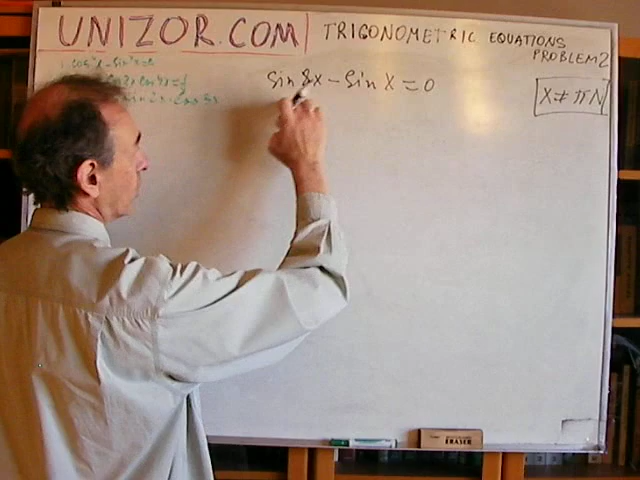 UNIZOR.COM | TRIGONOMETRIC EQUATIONS
PROBLEM 2
sin 8x - sin x = 0
x ≠ πN
ERASER